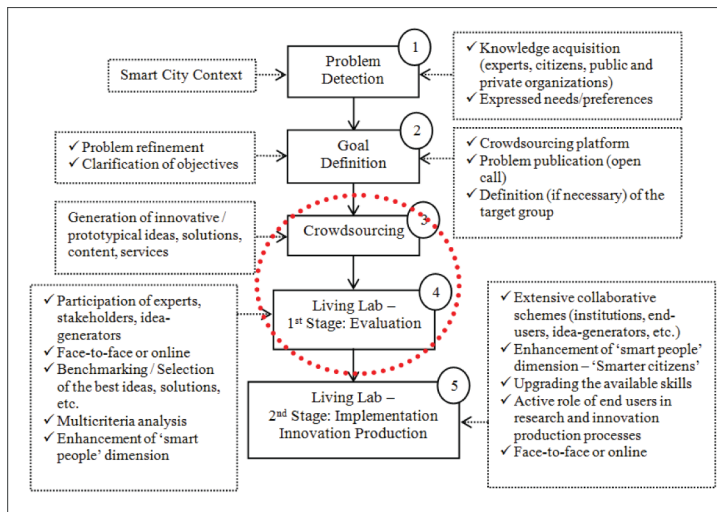 1
Problem
Detection
Smart City Context
✓ Knowledge acquisition
(experts, citizens, public and
private organizations)
✓ Expressed needs/preferences
2
Goal
Definition
✓ Problem refinement
✓ Clarification of objectives
✓ Crowdsourcing platform
✓ Problem publication (open
call)
✓ Definition (if necessary) of the
target group
3
Crowdsourcing
Generation of innovative /
prototypical ideas, solutions,
content, services
4
Living Lab –
1st Stage: Evaluation
✓ Participation of experts,
stakeholders, idea-
generators
✓ Face-to-face or online
✓ Benchmarking / Selection
of the best ideas, solutions,
etc.
✓ Multicriteria analysis
✓ Enhancement of ‘smart
people’ dimension
5
Living Lab –
2nd Stage: Implementation
Innovation Production
✓ Extensive collaborative
schemes (institutions, end-
users, idea-generators, etc.)
✓ Enhancement of ‘smart people’
dimension – ‘Smarter citizens’
✓ Upgrading the available skills
✓ Active role of end users in
research and innovation
production processes
✓ Face-to-face or online